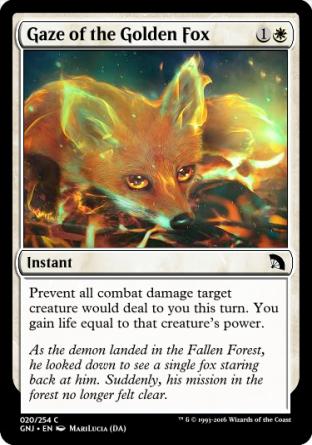 Gaze of the Golden Fox 1
Instant
Prevent all combat damage target
creature would deal to you this turn. You
gain life equal to that creature's power.
As the demon landed in the Fallen Forest,
he looked down to see a single fox staring
back at him. Suddenly, his mission in the
forest no longer felt clear.
020/254 C
GNJ • EN MariLucia (DA)
™ & © 1993-2016 Wizards of the Coast